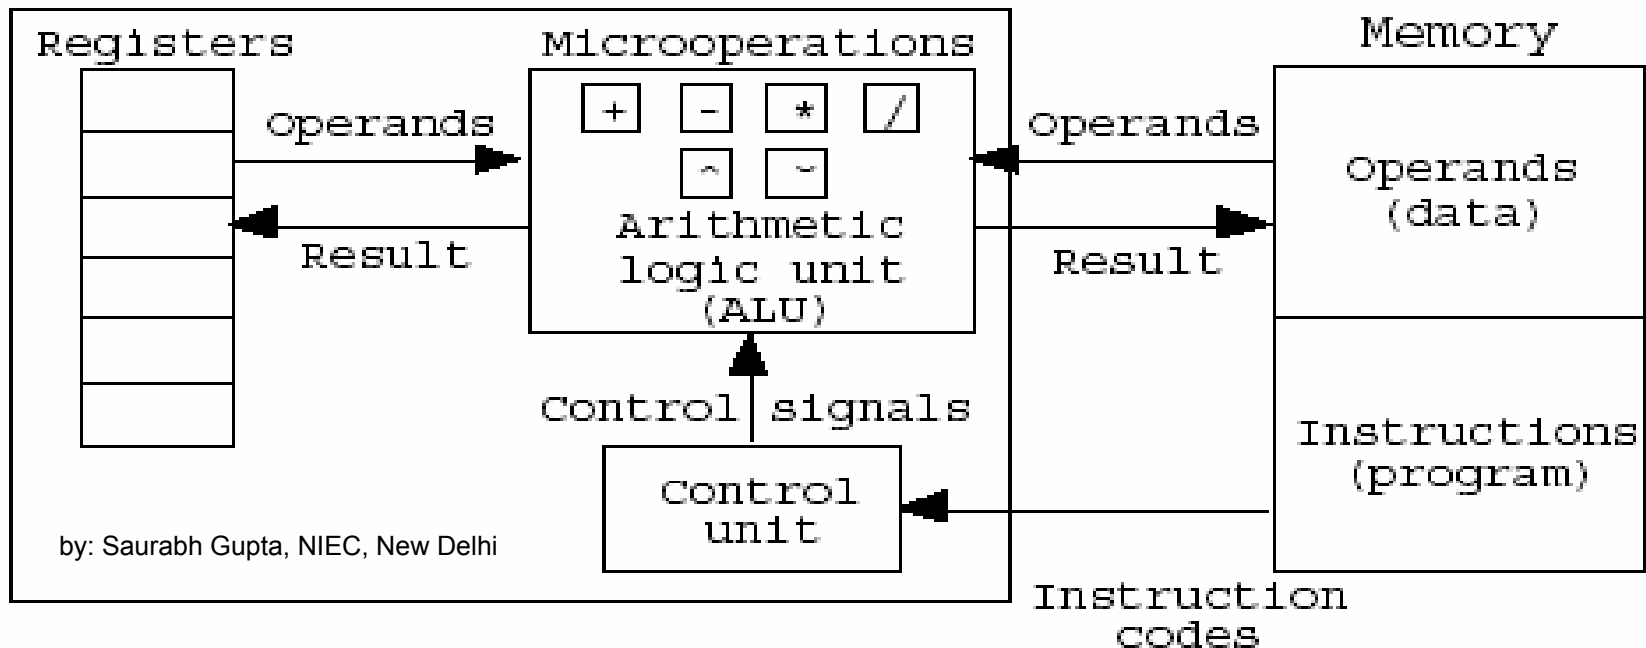 Registers
Microoperations
Memory
+ - * /
Operands
Operands
^ ˇ
Operands
(data)
Arithmetic
logic unit
(ALU)
Result
Result
Control signals
Instructions
(program)
Control
unit
by: Saurabh Gupta, NIEC, New Delhi
Instruction
codes